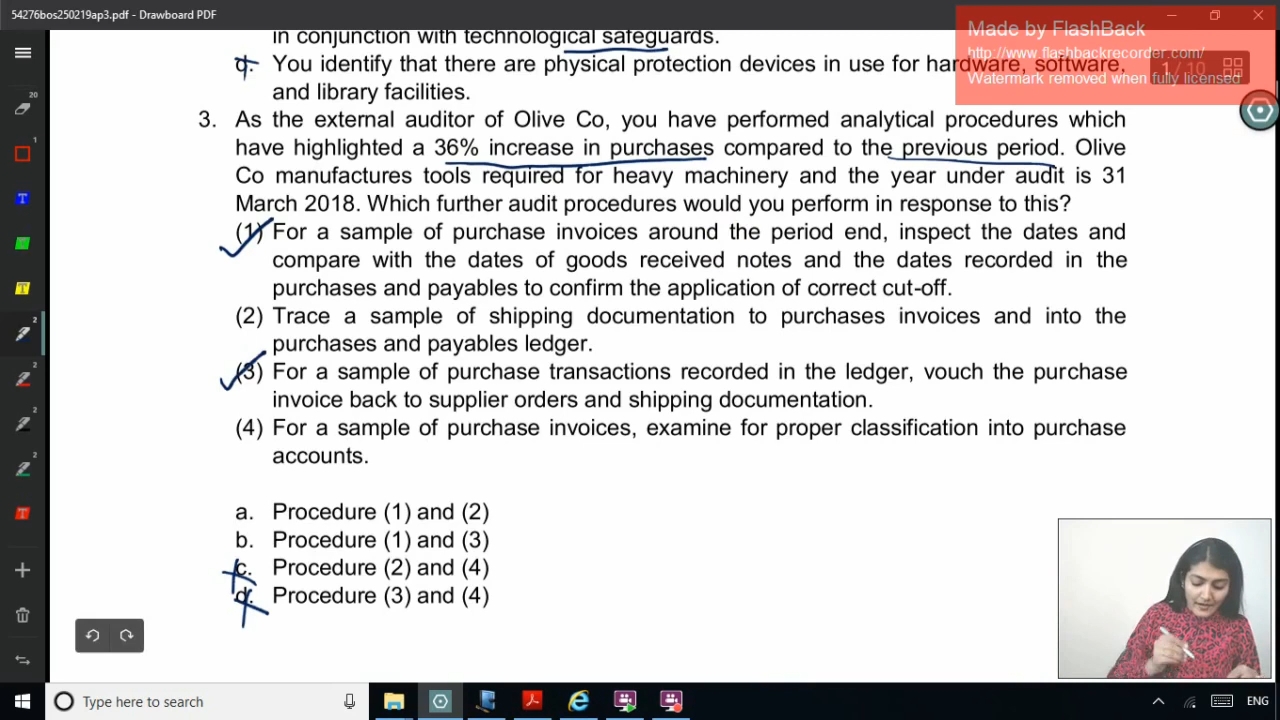 54276bos250219ap3.pdf - Drawboard PDF
Made by FlashBack
http://www.flashbackrecorder.com/
Watermark removed when fully licensed
1 / 10
in conjunction with technological safeguards.
d. You identify that there are physical protection devices in use for hardware, software,
and library facilities.
3. As the external auditor of Olive Co, you have performed analytical procedures which
have highlighted a 36% increase in purchases compared to the previous period. Olive
Co manufactures tools required for heavy machinery and the year under audit is 31
March 2018. Which further audit procedures would you perform in response to this?
(1) For a sample of purchase invoices around the period end, inspect the dates and
compare with the dates of goods received notes and the dates recorded in the
purchases and payables to confirm the application of correct cut-off.
(2) Trace a sample of shipping documentation to purchases invoices and into the
purchases and payables ledger.
(3) For a sample of purchase transactions recorded in the ledger, vouch the purchase
invoice back to supplier orders and shipping documentation.
(4) For a sample of purchase invoices, examine for proper classification into purchase
accounts.
a. Procedure (1) and (2)
b. Procedure (1) and (3)
c. Procedure (2) and (4)
d. Procedure (3) and (4)
20
1
T
T
2
2
2
2
T
Type here to search
ENG